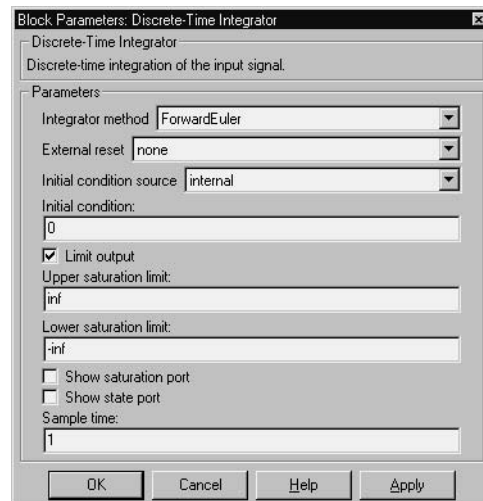 Block Parameters: Discrete-Time Integrator
Discrete-Time Integrator
Discrete-time integration of the input signal.
Parameters
Integrator method ForwardEuler
External reset none
Initial condition source internal
Initial condition:
0
Limit output
Upper saturation limit:
inf
Lower saturation limit:
-inf
Show saturation port
Show state port
Sample time:
1
OK Cancel Help Apply